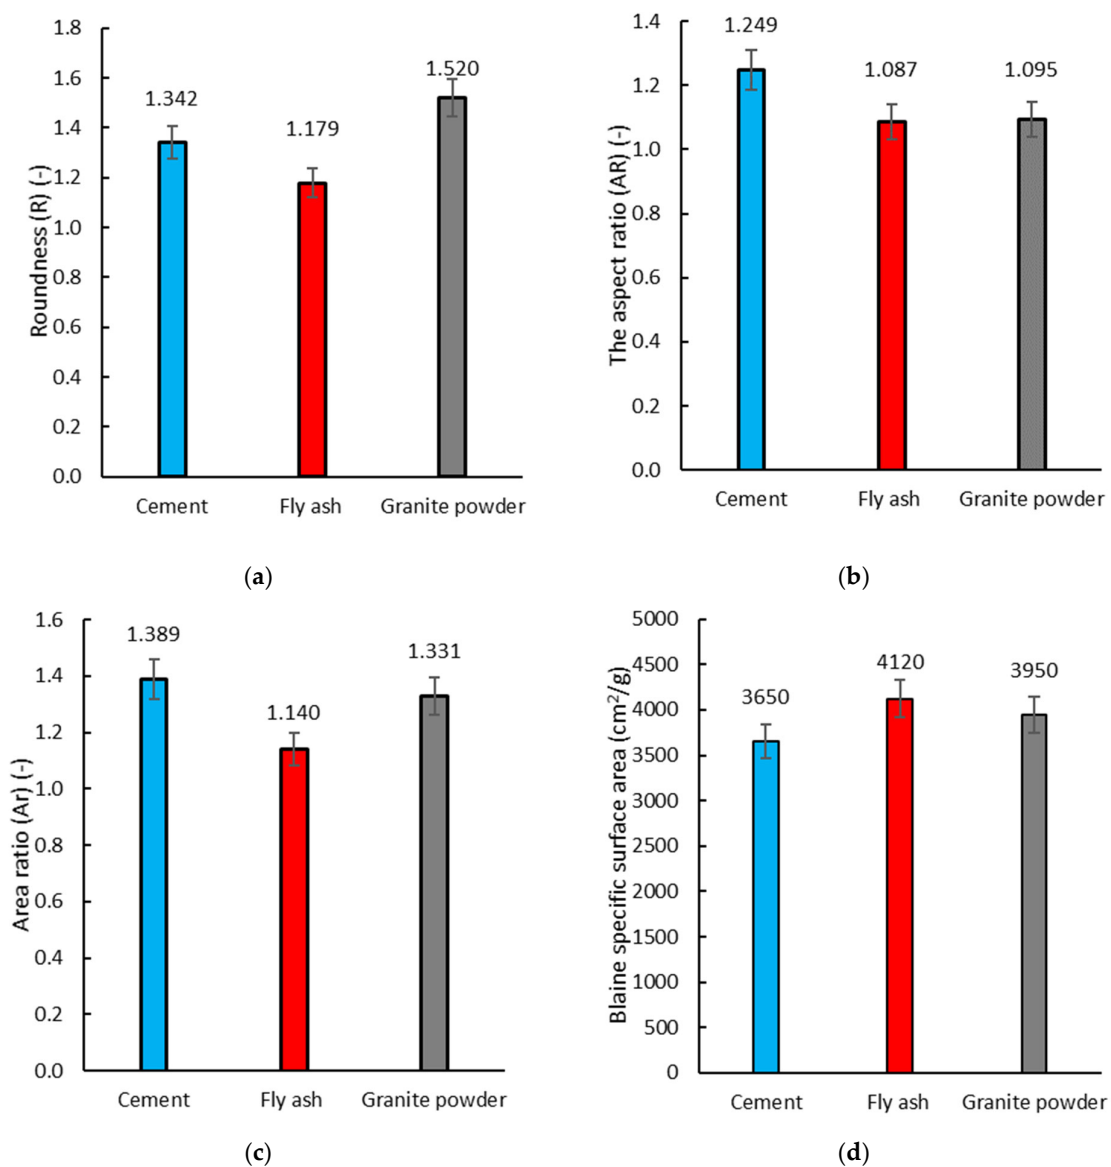 Roundness (R) (-)
1.8
1.6
1.4
1.2
1.0
0.8
0.6
0.4
0.2
0.0
1.342
1.179
1.520
Cement
Fly ash
Granite powder
(a)
The aspect ratio (AR) (-)
1.4
1.2
1.0
0.8
0.6
0.4
0.2
0.0
1.249
1.087
1.095
Cement
Fly ash
Granite powder
(b)
Area ratio (Ar) (-)
1.6
1.4
1.2
1.0
0.8
0.6
0.4
0.2
0.0
1.389
1.140
1.331
Cement
Fly ash
Granite powder
(c)
Blaine specific surface area (cm²/g)
5000
4500
4000
3500
3000
2500
2000
1500
1000
500
0
3650
4120
3950
Cement
Fly ash
Granite powder
(d)